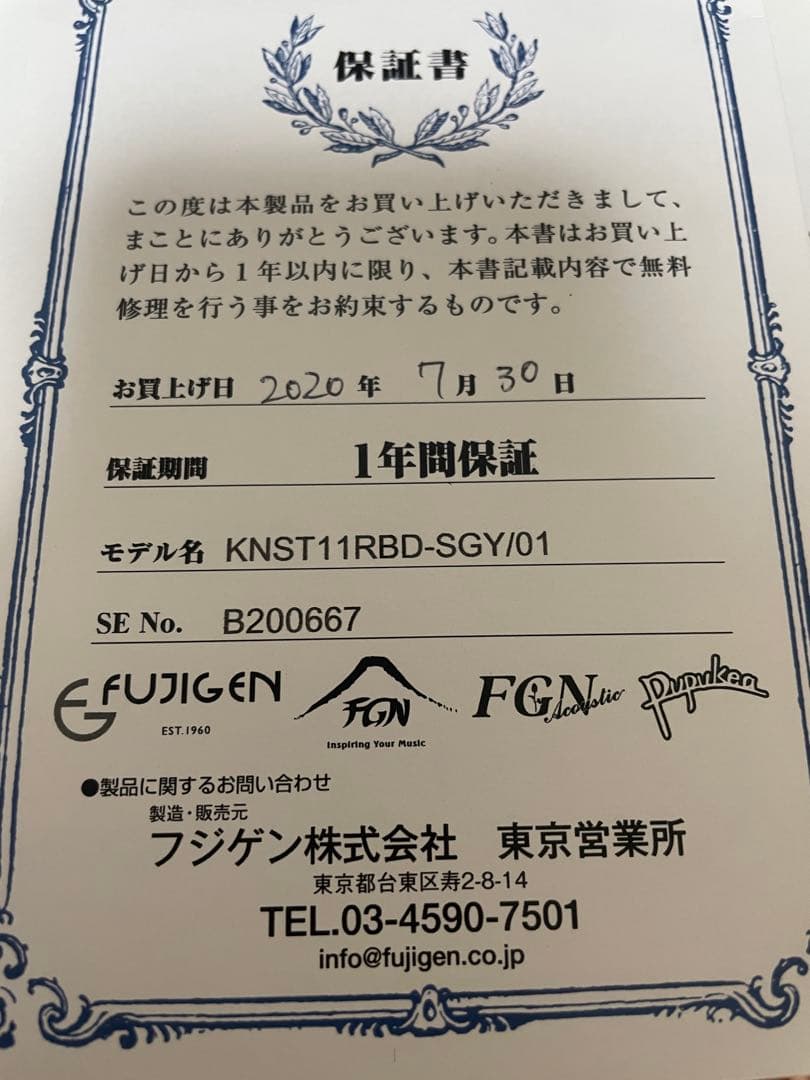 保証書
この度は本製品をお買い上げいただきまして、
まことにありがとうございます。本書はお買い上
げ日から1年以内に限り、本書記載内容で無料
修理を行う事をお約束するものです。
お買上げ日 2020 年 7 月 30 日
保証期間 1年間保証
モデル名 KNST11RBD-SGY/01
SE No. B200667
FG FUJIGEN FGN FGN Acoustic Pupukea
EST.1960 Inspiring Your Music
●製品に関するお問い合わせ
製造・販売元
フジゲン株式会社 東京営業所
東京都台東区寿2-8-14
TEL.03-4590-7501
info@fujigen.co.jp